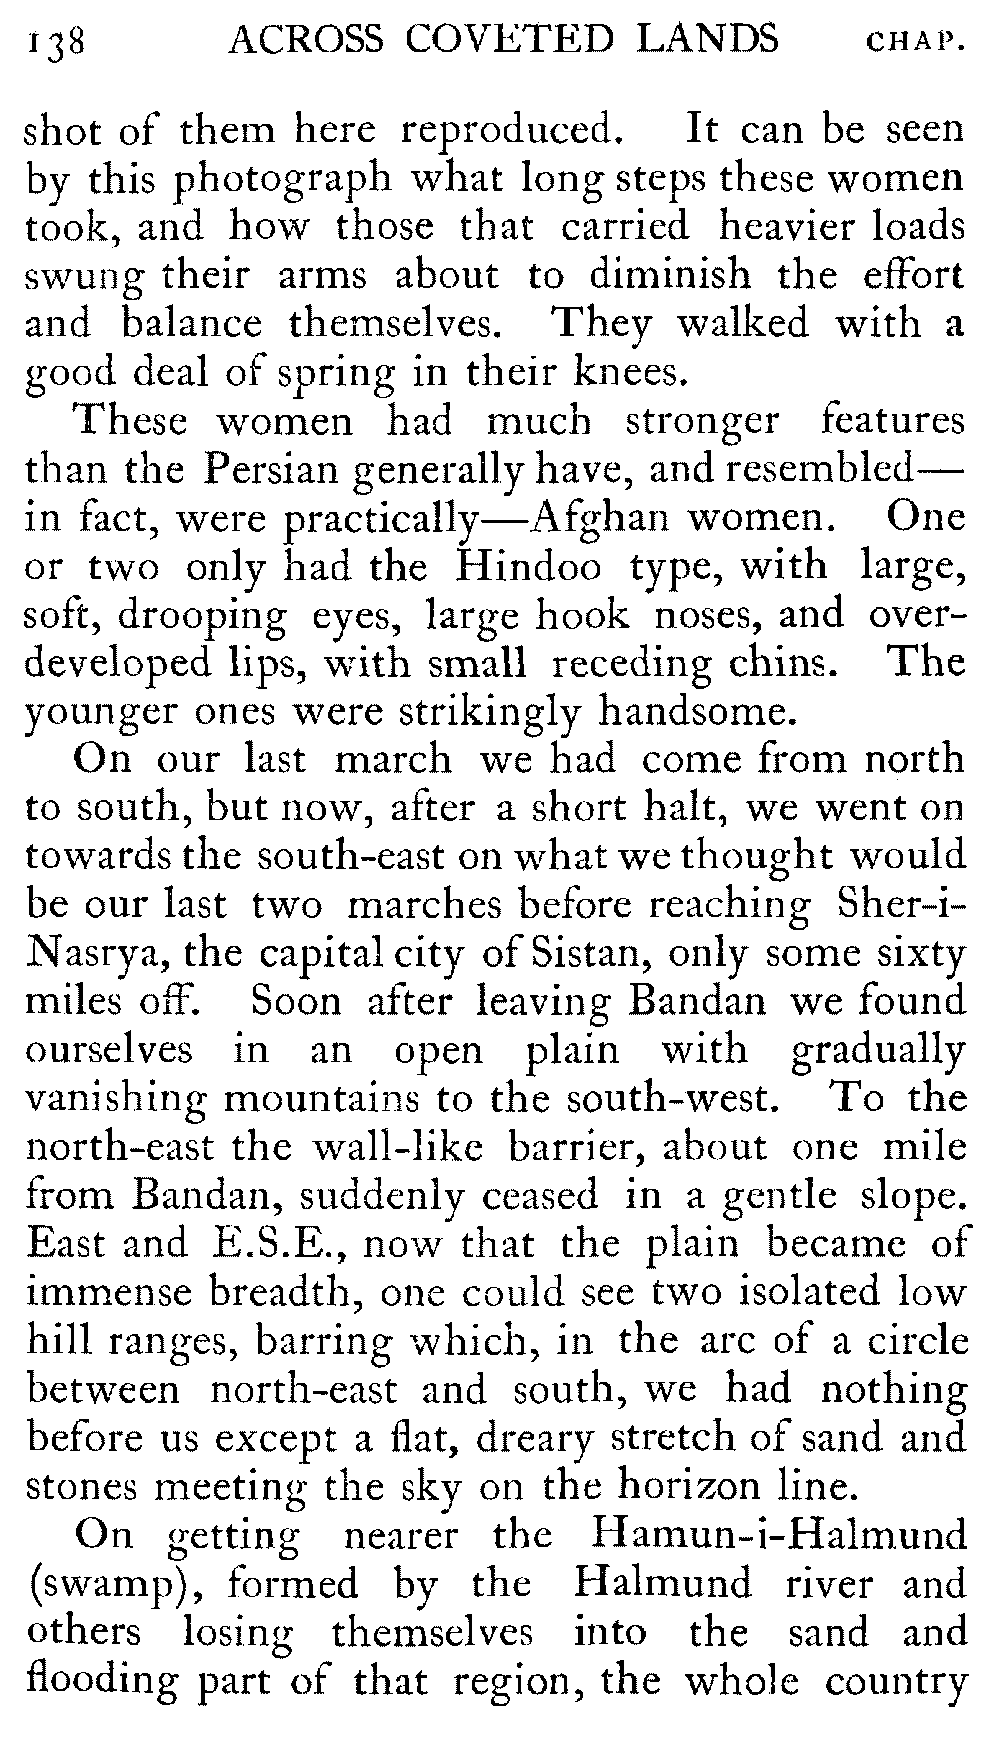 138 ACROSS COVETED LANDS CHAP.
shot of them here reproduced. It can be seen
by this photograph what long steps these women
took, and how those that carried heavier loads
swung their arms about to diminish the effort
and balance themselves. They walked with a
good deal of spring in their knees.
These women had much stronger features
than the Persian generally have, and resembled—
in fact, were practically—Afghan women. One
or two only had the Hindoo type, with large,
soft, drooping eyes, large hook noses, and over-
developed lips, with small receding chins. The
younger ones were strikingly handsome.
On our last march we had come from north
to south, but now, after a short halt, we went on
towards the south-east on what we thought would
be our last two marches before reaching Sher-i-
Nasrya, the capital city of Sistan, only some sixty
miles off. Soon after leaving Bandan we found
ourselves in an open plain with gradually
vanishing mountains to the south-west. To the
north-east the wall-like barrier, about one mile
from Bandan, suddenly ceased in a gentle slope.
East and E.S.E., now that the plain became of
immense breadth, one could see two isolated low
hill ranges, barring which, in the arc of a circle
between north-east and south, we had nothing
before us except a flat, dreary stretch of sand and
stones meeting the sky on the horizon line.
On getting nearer the Hamun-i-Halmund
(swamp), formed by the Halmund river and
others losing themselves into the sand and
flooding part of that region, the whole country